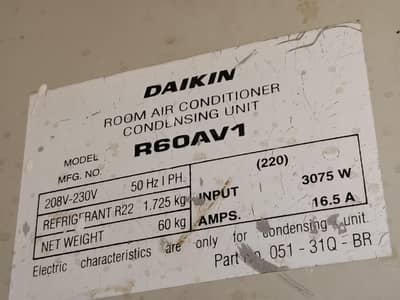 DAIKIN
ROOM AIR CONDITIONER
CONDENSING UNIT
MODEL R60AV1
MFG. NO.
208V-230V 50 Hz I PH. (220)
REFRIGERANT R22 1.725 kg INPUT 3075 W
NET WEIGHT 60 kg AMPS. 16.5 A
Electric characteristics are only for condensing unit.
Part No. 051 - 31Q - BR